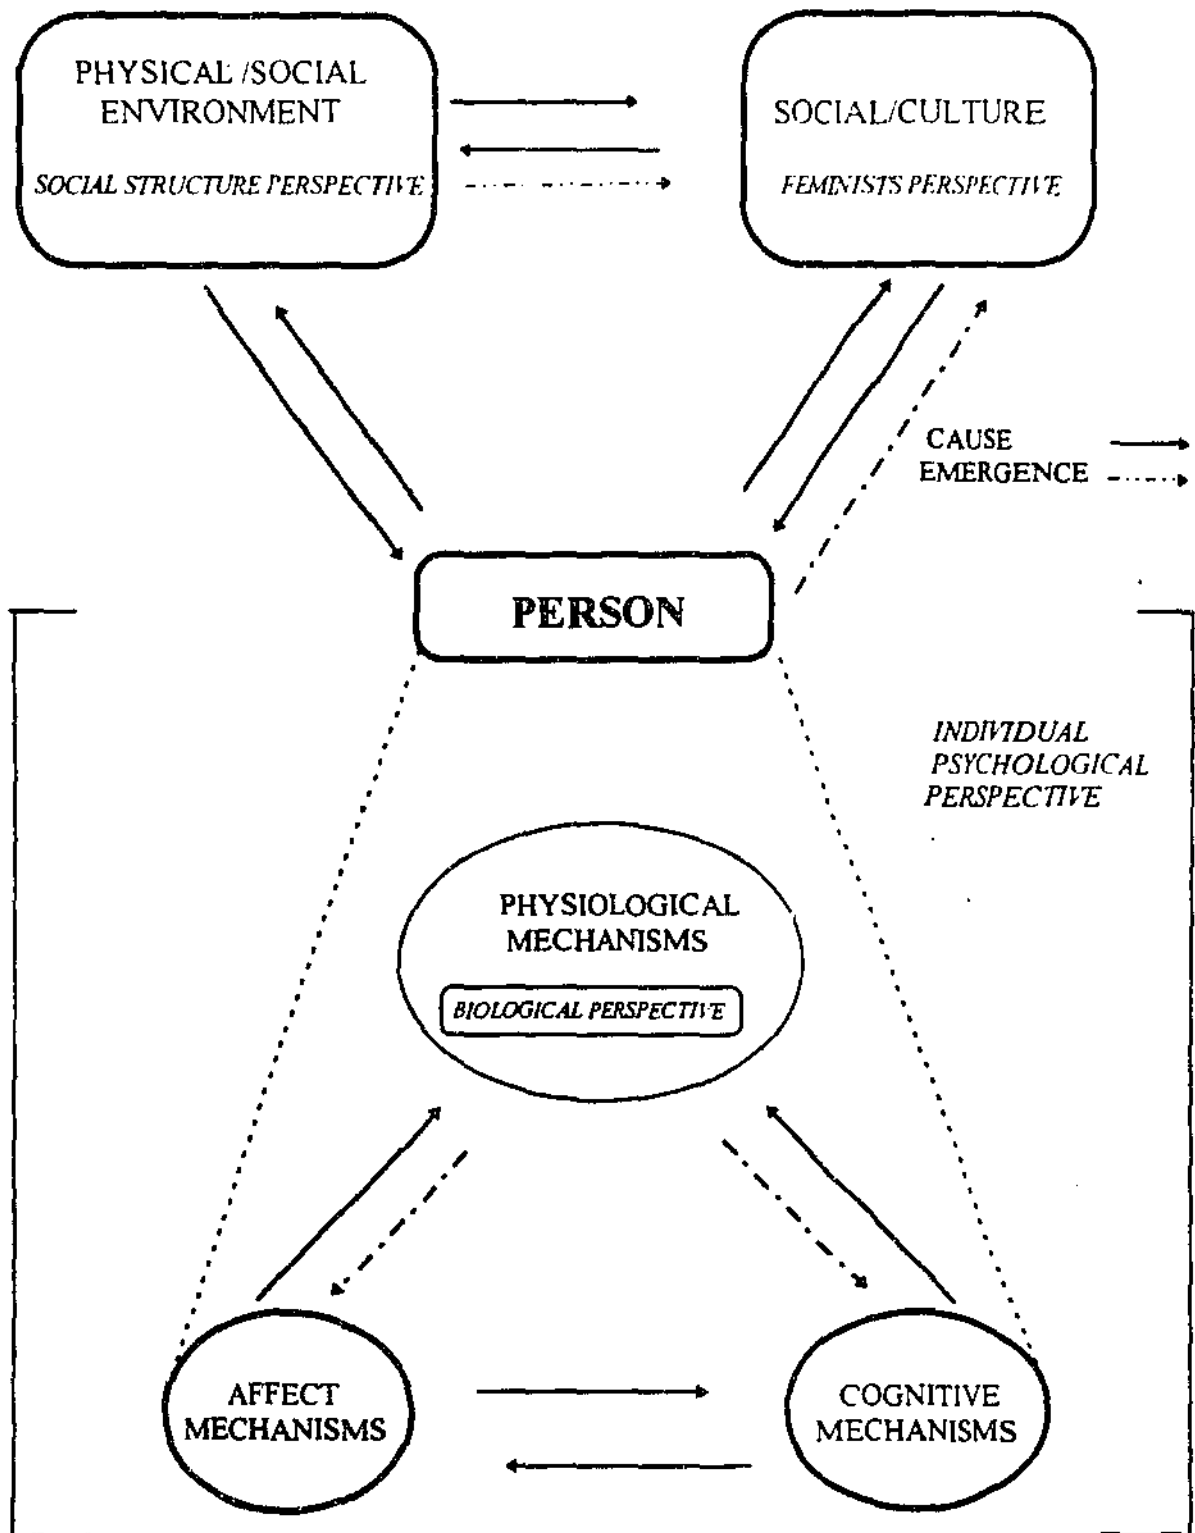 PHYSICAL/SOCIAL
ENVIRONMENT
SOCIAL STRUCTURE PERSPECTIVE
SOCIAL/CULTURE
FEMINISTS PERSPECTIVE
CAUSE
EMERGENCE
PERSON
INDIVIDUAL
PSYCHOLOGICAL
PERSPECTIVE
PHYSIOLOGICAL
MECHANISMS
BIOLOGICAL PERSPECTIVE
AFFECT
MECHANISMS
COGNITIVE
MECHANISMS